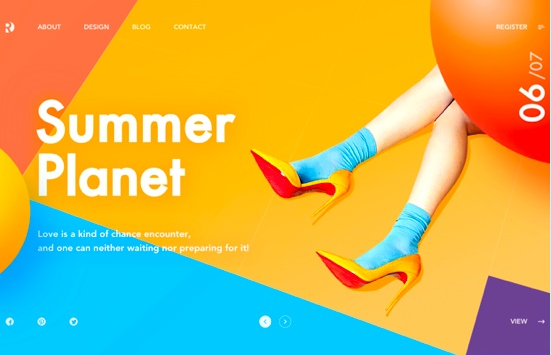 ABOUT DESIGN BLOG CONTACT REGISTER
06 /07
Summer
Planet
Love is a kind of chance encounter,
and one can neither waiting nor preparing for it!
VIEW